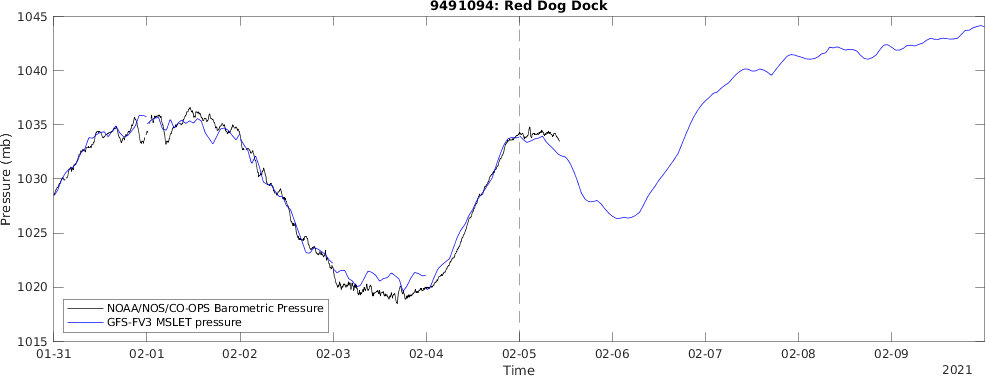 9491094: Red Dog Dock
Pressure (mb)
1045
1040
1035
1030
1025
1020
1015
NOAA/NOS/CO-OPS Barometric Pressure
GFS-FV3 MSLET pressure
01-31 02-01 02-02 02-03 02-04 02-05 02-06 02-07 02-08 02-09
Time
2021